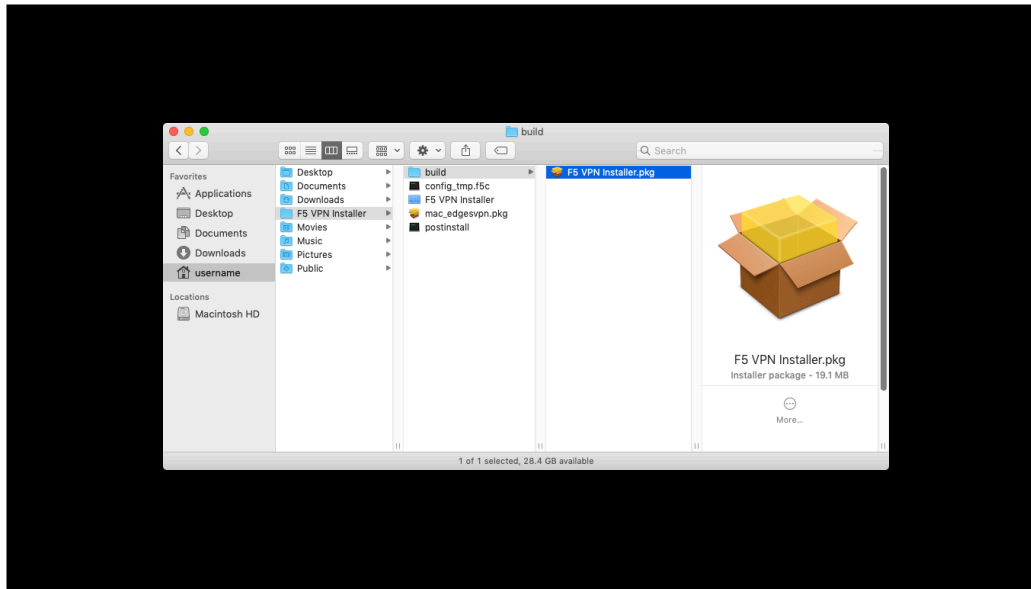 build
Search
Favorites
Applications
Desktop
Documents
Downloads
username
Locations
Macintosh HD
Desktop
Documents
Downloads
F5 VPN Installer
Movies
Music
Pictures
Public
build
config_tmp.f5c
F5 VPN Installer
mac_edgesvpn.pkg
postinstall
F5 VPN Installer.pkg
F5 VPN Installer.pkg
Installer package - 19.1 MB
More...
1 of 1 selected, 28.4 GB available